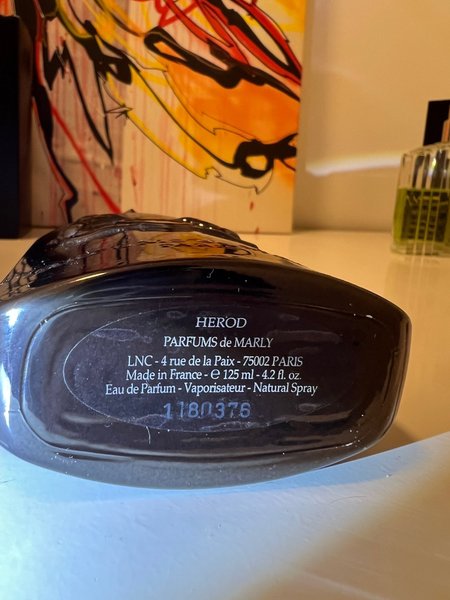 HEROD
PARFUMS de MARLY
LNC - 4 rue de la Paix - 75002 PARIS
Made in France - ℮ 125 ml - 4.2 fl. oz.
Eau de Parfum - Vaporisateur - Natural Spray
1180376